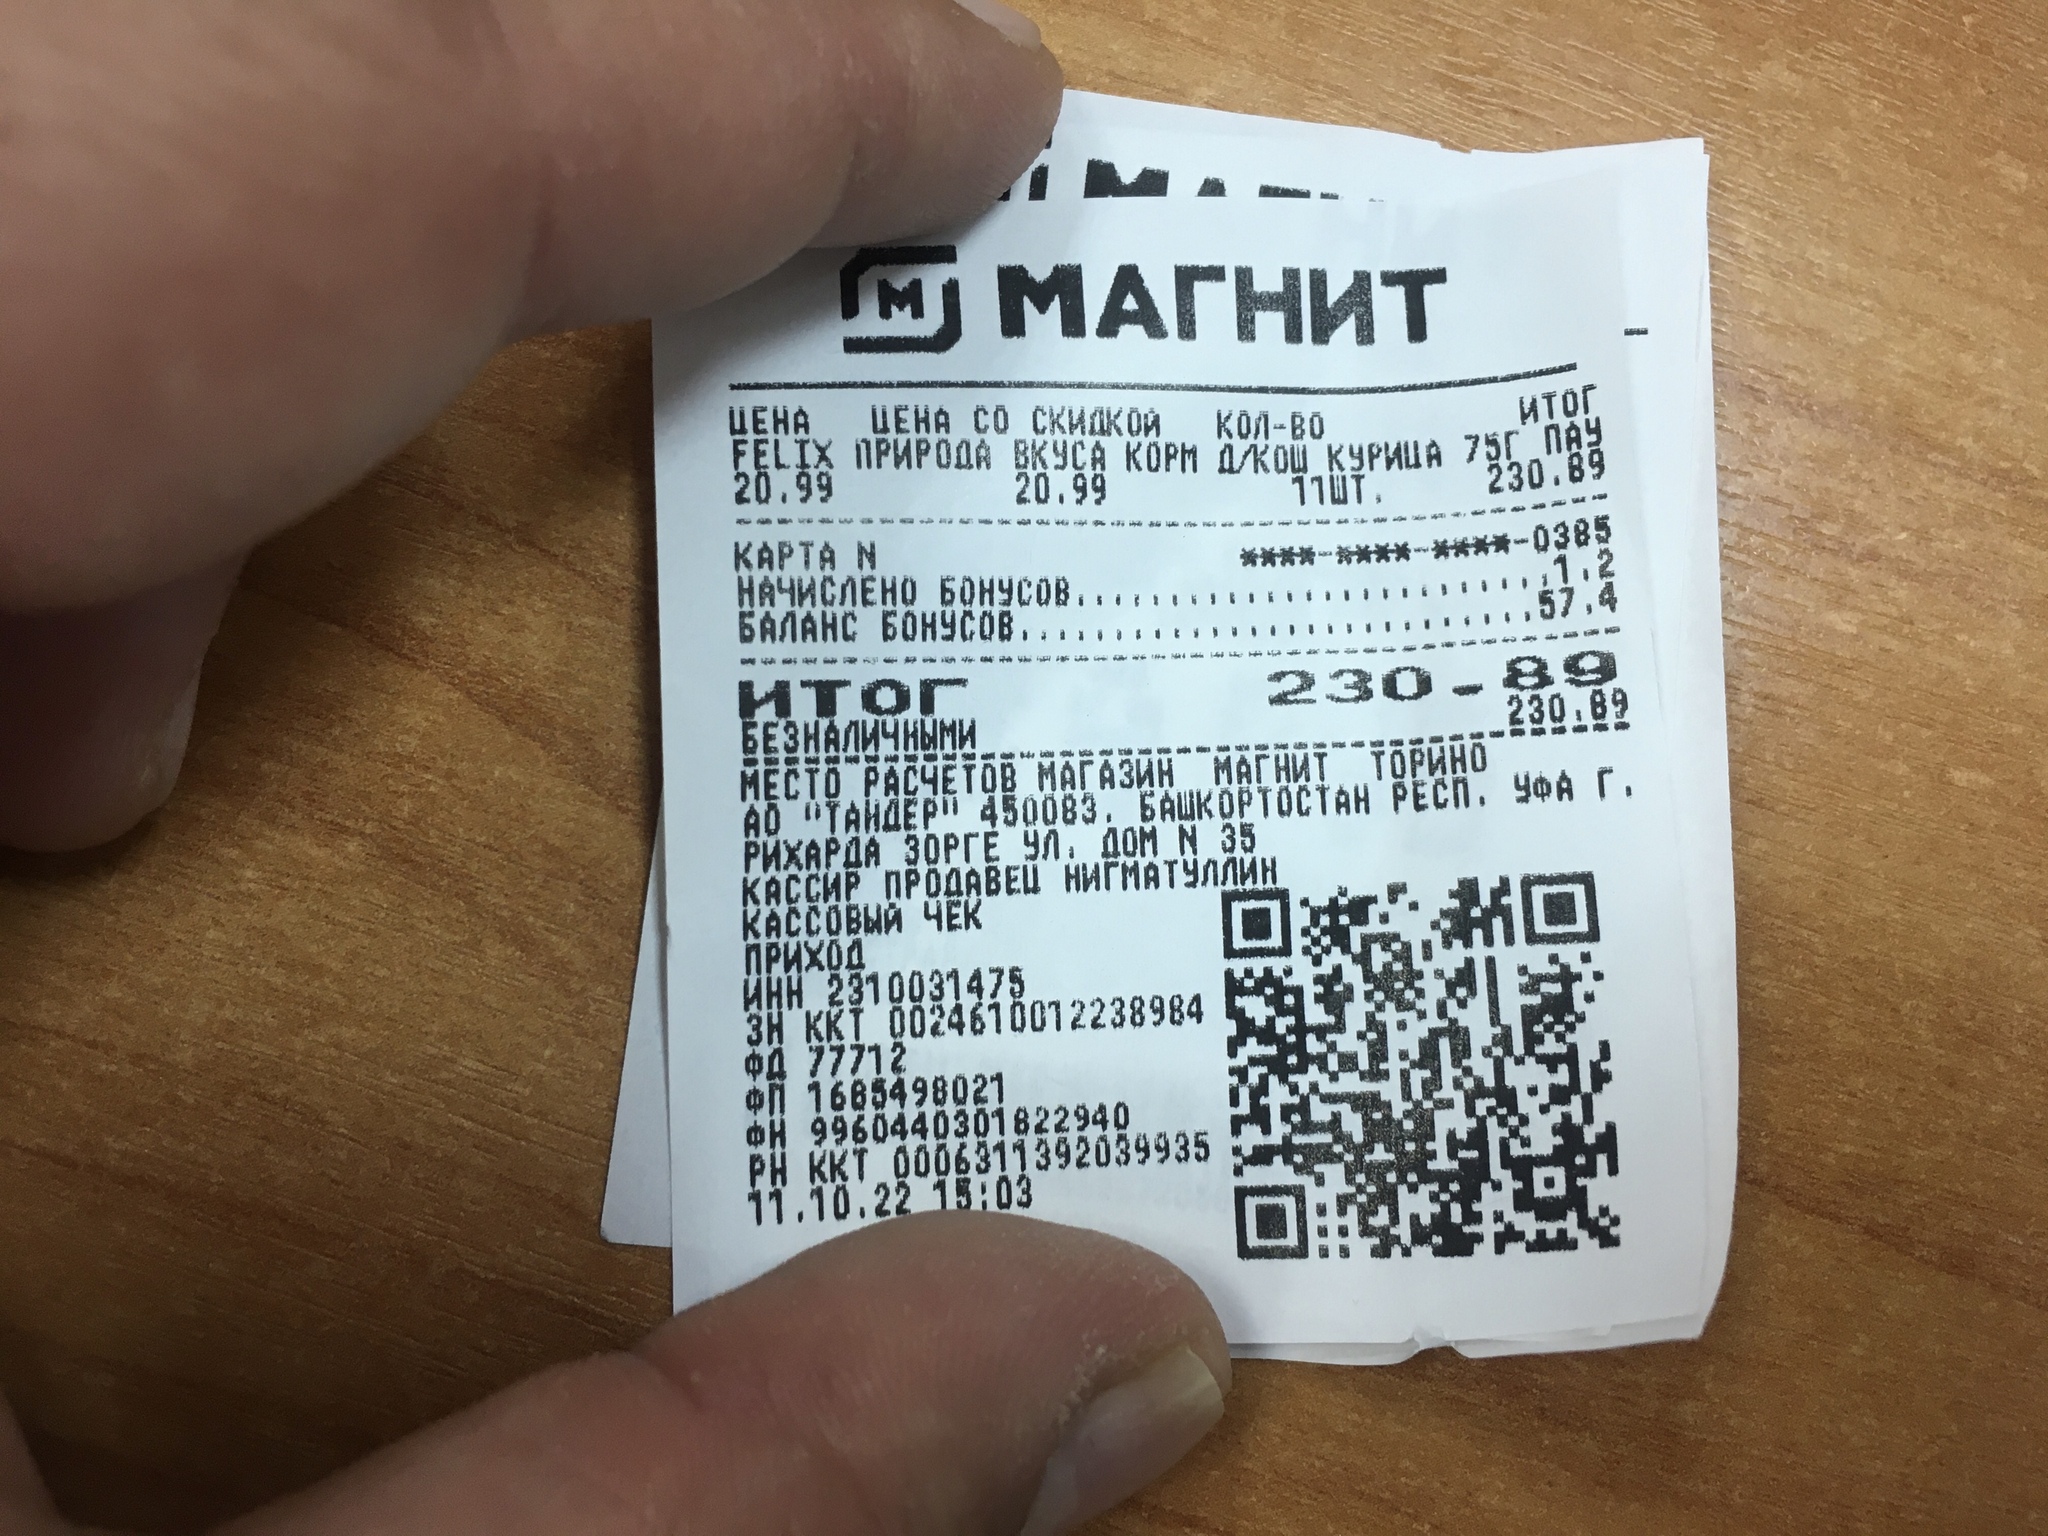 М МАГНИТ
ЦЕНА ЦЕНА СО СКИДКОЙ КОЛ-ВО ИТОГ
FELIX ПРИРОДА ВКУСА КОРМ Д/КОШ КУРИЦА 75Г ПАУ
20.99 20.99 11ШТ. 230.89
КАРТА N ****-****-****-0385
НАЧИСЛЕНО БОНУСОВ..........................1.2
БАЛАНС БОНУСОВ.............................57.4
ИТОГ 230-89
БЕЗНАЛИЧНЫМИ 230.89
МЕСТО РАСЧЕТОВ МАГАЗИН МАГНИТ ТОРИНО
АО "ТАНДЕР" 450083, БАШКОРТОСТАН РЕСП. УФА Г.
РИХАРДА ЗОРГЕ УЛ. ДОМ N 35
КАССИР ПРОДАВЕЦ НИГМАТУЛЛИН
КАССОВЫЙ ЧЕК
ПРИХОД
ИНН 2310031475
ЗН ККТ 0024610012238984
ФД 77712
ФП 1685498021
ФН 9960440301822940
РН ККТ 0006311392039935
11.10.22 15:03